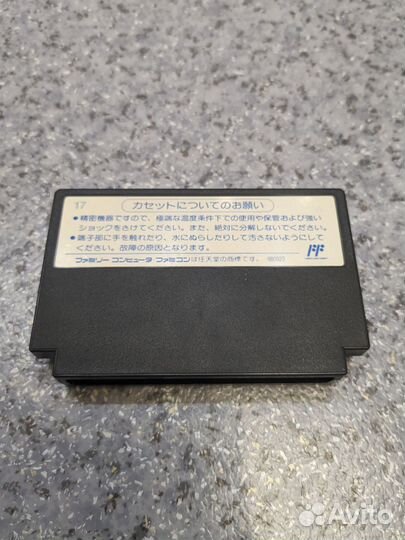 17
カセットについてのお願い
●精密機器ですので、極端な温度条件下での使用や保管および強い
ショックをさけてください。また、絶対に分解しないでください。
●端子部に手を触れたり、水にぬらしたりして汚さないようにして
ください。故障の原因となります。
ファミリー コンピュータ ファミコンは任天堂の商標です。
FF
Avito